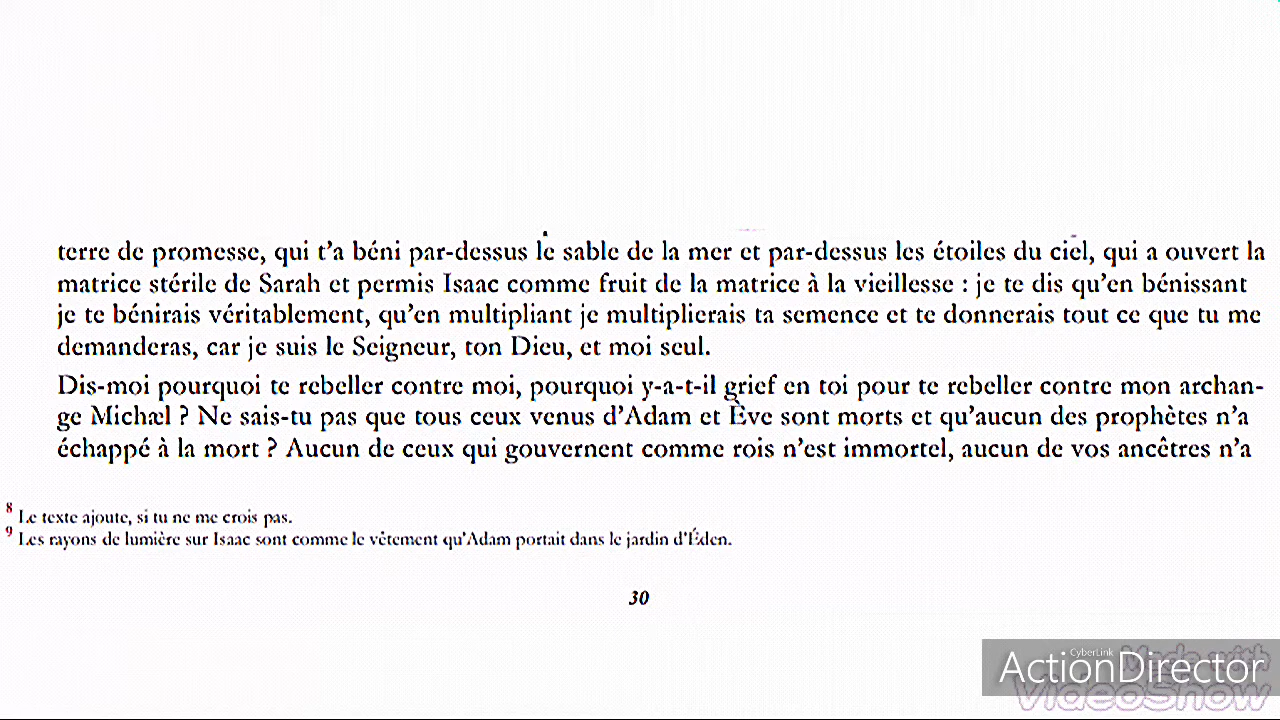 terre de promesse, qui t'a béni par-dessus le sable de la mer et par-dessus les étoiles du ciel, qui a ouvert la
matrice stérile de Sarah et permis Isaac comme fruit de la matrice à la vieillesse : je te dis qu'en bénissant
je te bénirais véritablement, qu'en multipliant je multiplierais ta semence et te donnerais tout ce que tu me
demanderas, car je suis le Seigneur, ton Dieu, et moi seul.
Dis-moi pourquoi te rebeller contre moi, pourquoi y-a-t-il grief en toi pour te rebeller contre mon archan-
ge Michæl ? Ne sais-tu pas que tous ceux venus d'Adam et Ève sont morts et qu'aucun des prophètes n'a
échappé à la mort ? Aucun de ceux qui gouvernent comme rois n'est immortel, aucun de vos ancêtres n'a
8 Le texte ajoute, si tu ne me crois pas.
9 Les rayons de lumière sur Isaac sont comme le vêtement qu'Adam portait dans le jardin d'Éden.
30
CyberLink
ActionDirector
Made with
VideoShow